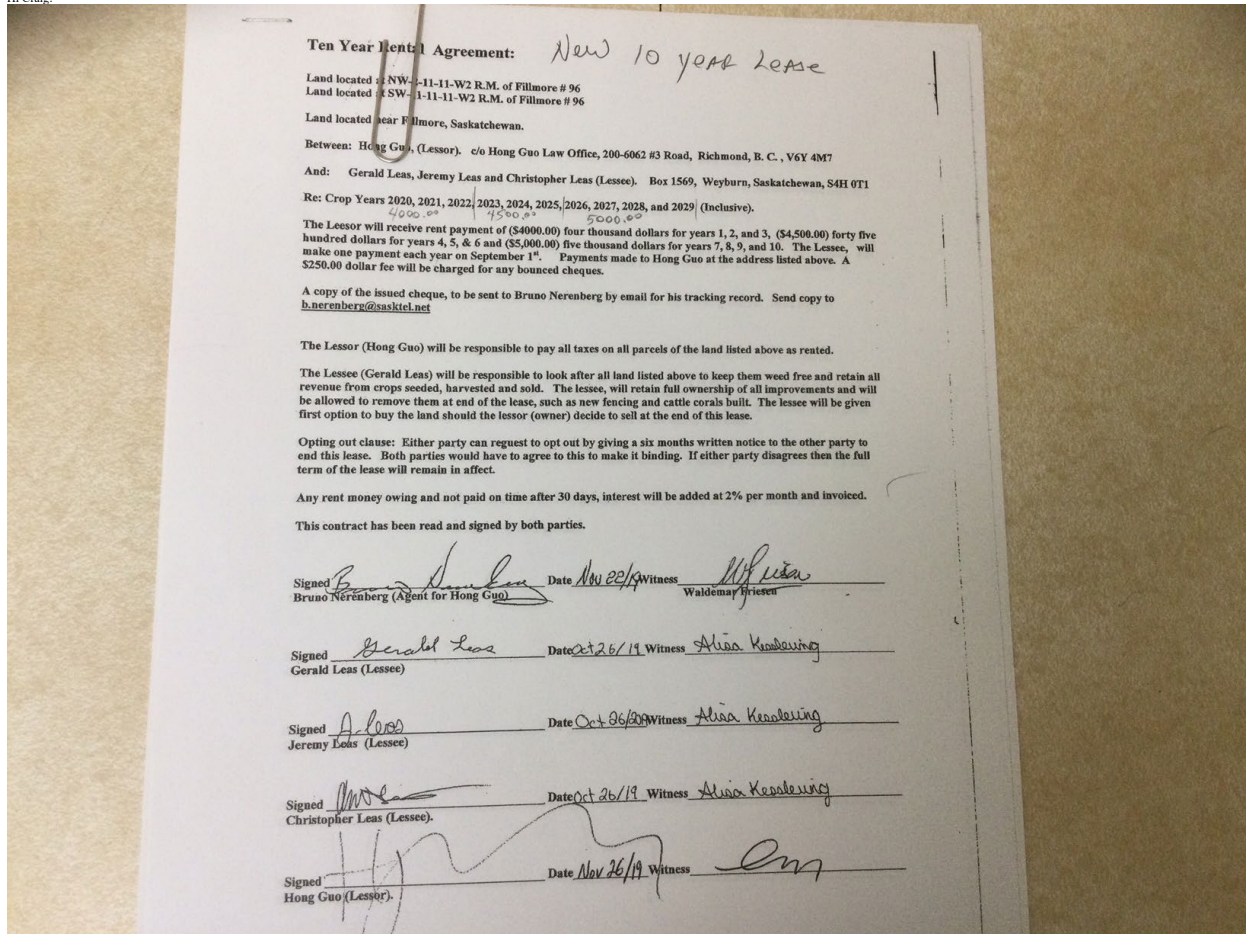 Hi Craig!
Ten Year Rental Agreement: New 10 year Lease
Land located at NW- -11-11-W2 R.M. of Fillmore # 96
Land located at SW- 1-11-11-W2 R.M. of Fillmore # 96
Land located near Fillmore, Saskatchewan.
Between: Hong Guo, (Lessor). c/o Hong Guo Law Office, 200-6062 #3 Road, Richmond, B. C. , V6Y 4M7
And: Gerald Leas, Jeremy Leas and Christopher Leas (Lessee). Box 1569, Weyburn, Saskatchewan, S4H 0T1
Re: Crop Years 2020, 2021, 2022, 2023, 2024, 2025, 2026, 2027, 2028, and 2029 (Inclusive).
4000.00 4500.00 5000.00
The Leesor will receive rent payment of ($4000.00) four thousand dollars for years 1, 2, and 3, ($4,500.00) forty five
hundred dollars for years 4, 5, & 6 and ($5,000.00) five thousand dollars for years 7, 8, 9, and 10. The Lessee, will
make one payment each year on September 1st. Payments made to Hong Guo at the address listed above. A
$250.00 dollar fee will be charged for any bounced cheques.
A copy of the issued cheque, to be sent to Bruno Nerenberg by email for his tracking record. Send copy to
b.nerenberg@sasktel.net
The Lessor (Hong Guo) will be responsible to pay all taxes on all parcels of the land listed above as rented.
The Lessee (Gerald Leas) will be responsible to look after all land listed above to keep them weed free and retain all
revenue from crops seeded, harvested and sold. The lessee, will retain full ownership of all improvements and will
be allowed to remove them at end of the lease, such as new fencing and cattle corals built. The lessee will be given
first option to buy the land should the lessor (owner) decide to sell at the end of this lease.
Opting out clause: Either party can reguest to opt out by giving a six months written notice to the other party to
end this lease. Both parties would have to agree to this to make it binding. If either party disagrees then the full
term of the lease will remain in affect.
Any rent money owing and not paid on time after 30 days, interest will be added at 2% per month and invoiced.
This contract has been read and signed by both parties.
Signed Date Nov 22/19 Witness
Bruno Nerenberg (Agent for Hong Guo) Waldemar Friesen
Signed Gerald Leas Date Oct 26/19 Witness Alisa Kessleuing
Gerald Leas (Lessee)
Signed J. Leas Date Oct 26/2019 Witness Alisa Kessleuing
Jeremy Leas (Lessee)
Signed Date Oct 26/19 Witness Alisa Kessleuing
Christopher Leas (Lessee).
Signed Date Nov 26/19 Witness
Hong Guo (Lessor).